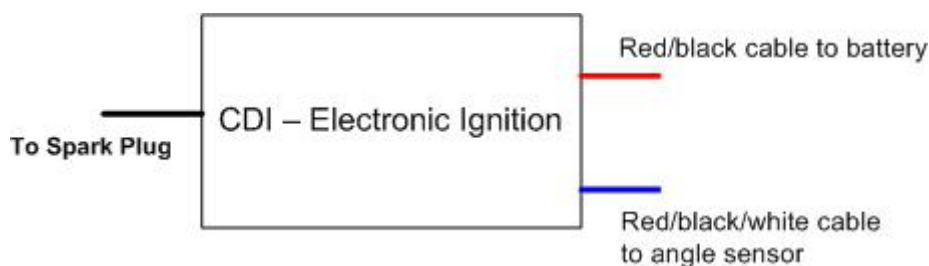 Red/black cable to battery
CDI – Electronic Ignition
To Spark Plug
Red/black/white cable
to angle sensor